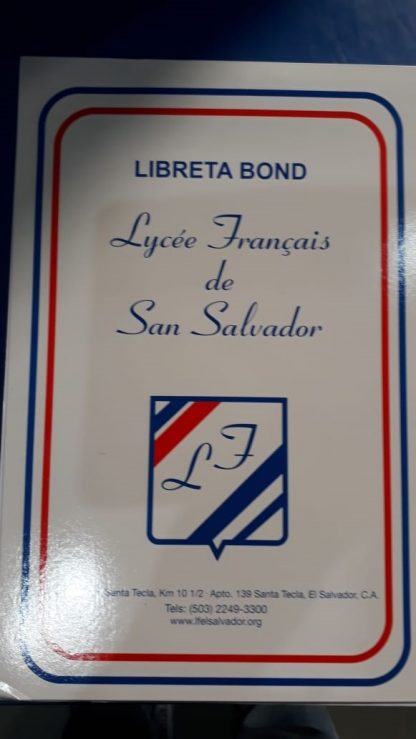 LIBRETA BOND
Lycée Français
de
San Salvador
L F
Santa Tecla, Km 10 1/2 · Apto. 139 Santa Tecla, El Salvador, C.A.
Tels: (503) 2249-3300
www.lfelsalvador.org